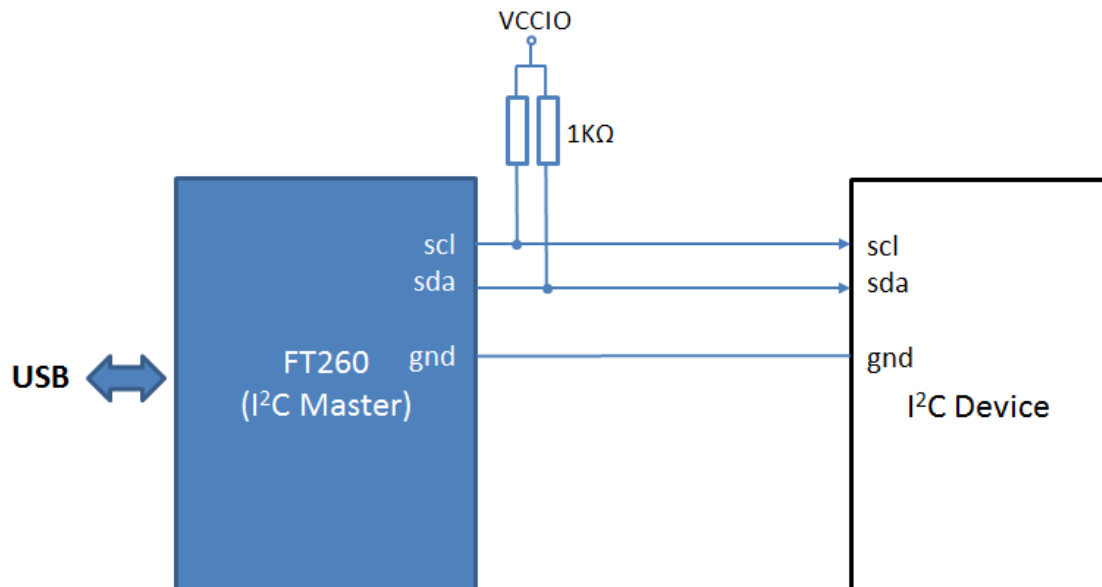 VCCIO
1KΩ
scl
sda
gnd
FT260
(I²C Master)
USB
scl
sda
gnd
I²C Device